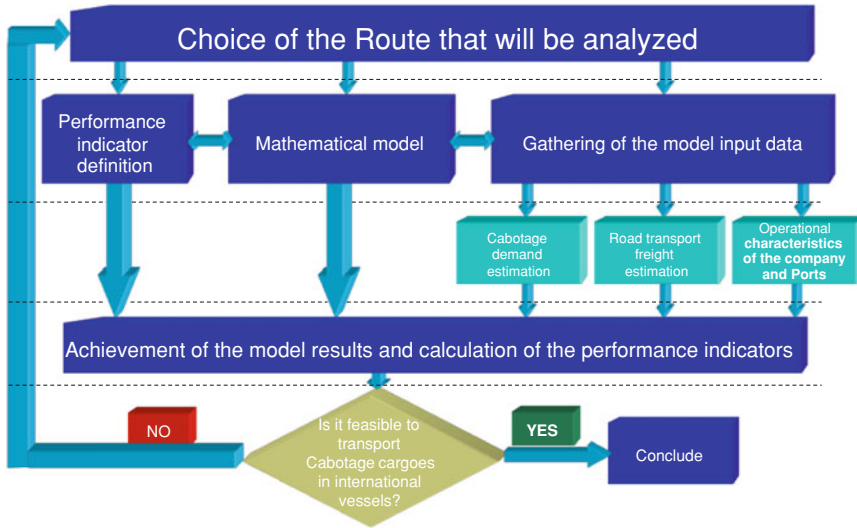 Choice of the Route that will be analyzed
Performance
indicator
definition
Mathematical model
Gathering of the model input data
Cabotage
demand
estimation
Road transport
freight
estimation
Operational
characteristics
of the company
and Ports
Achievement of the model results and calculation of the performance indicators
NO
Is it feasible to
transport
Cabotage cargoes
in international
vessels?
YES
Conclude